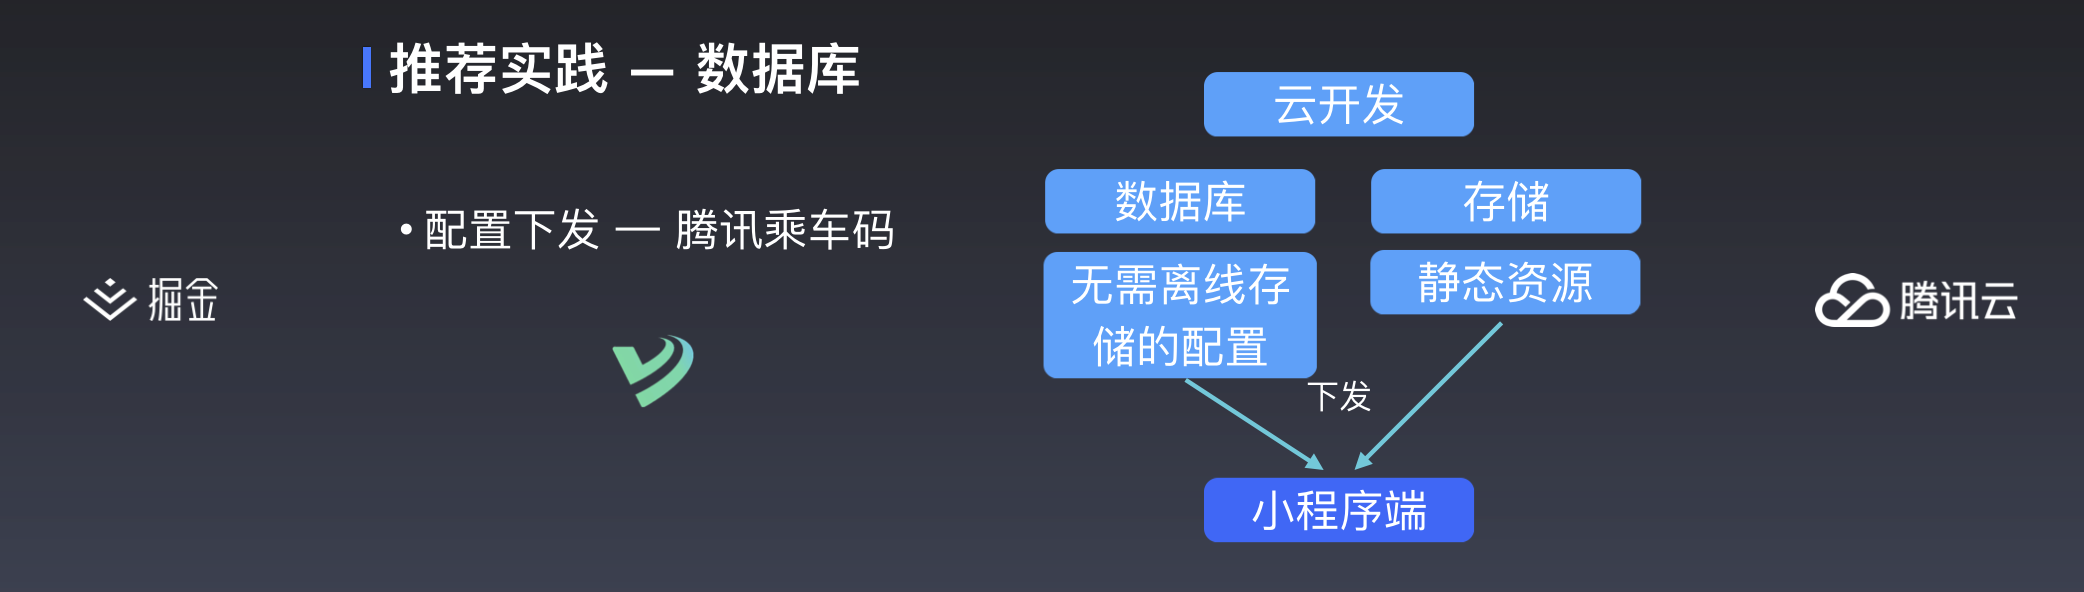 推荐实践 — 数据库
• 配置下发 — 腾讯乘车码
掘金
云开发
数据库
存储
无需离线存
储的配置
静态资源
下发
小程序端
腾讯云